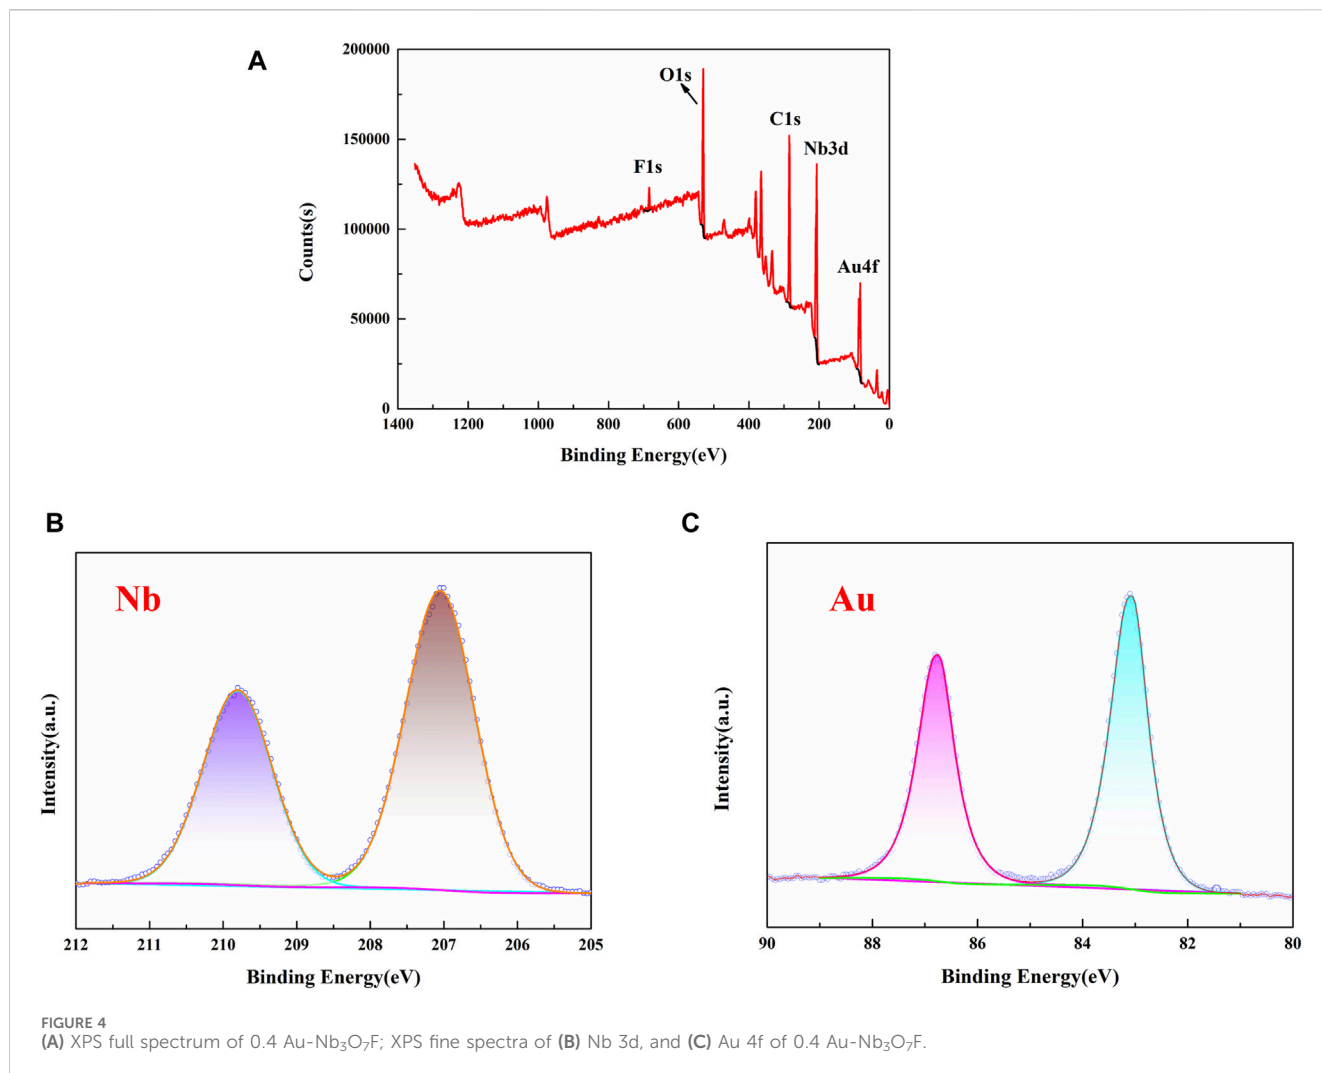 A
200000
150000
100000
50000
0
Counts(s)
O1s
C1s
Nb3d
F1s
Au4f
1400 1200 1000 800 600 400 200 0
Binding Energy(eV)
B
Nb
Intensity(a.u.)
212 211 210 209 208 207 206 205
Binding Energy(eV)
C
Au
Intensity(a.u.)
90 88 86 84 82 80
Binding Energy(eV)
FIGURE 4
(A) XPS full spectrum of 0.4 Au-Nb₃O₇F; XPS fine spectra of (B) Nb 3d, and (C) Au 4f of 0.4 Au-Nb₃O₇F.